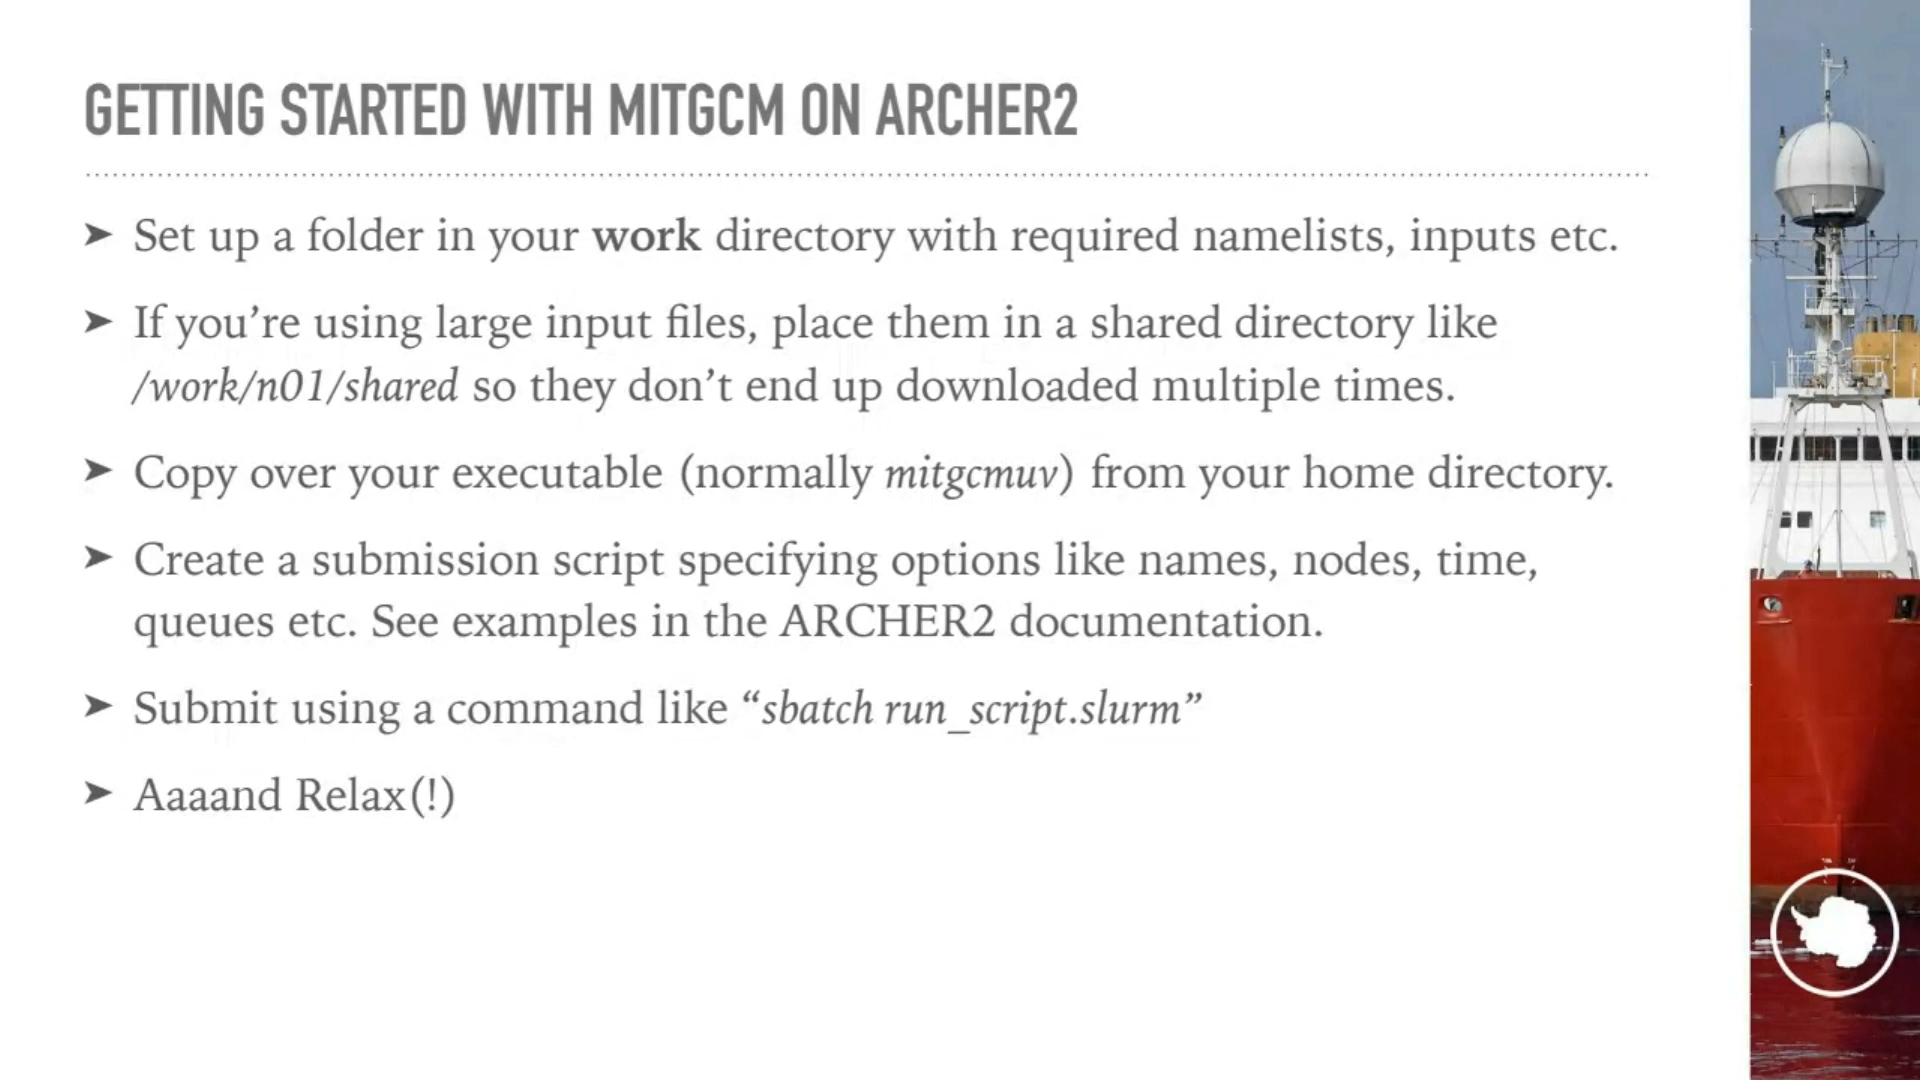 GETTING STARTED WITH MITGCM ON ARCHER2
➤ Set up a folder in your work directory with required namelists, inputs etc.
➤ If you’re using large input files, place them in a shared directory like
/work/n01/shared so they don’t end up downloaded multiple times.
➤ Copy over your executable (normally mitgcmuv) from your home directory.
➤ Create a submission script specifying options like names, nodes, time,
queues etc. See examples in the ARCHER2 documentation.
➤ Submit using a command like “sbatch run_script.slurm”
➤ Aaaand Relax(!)